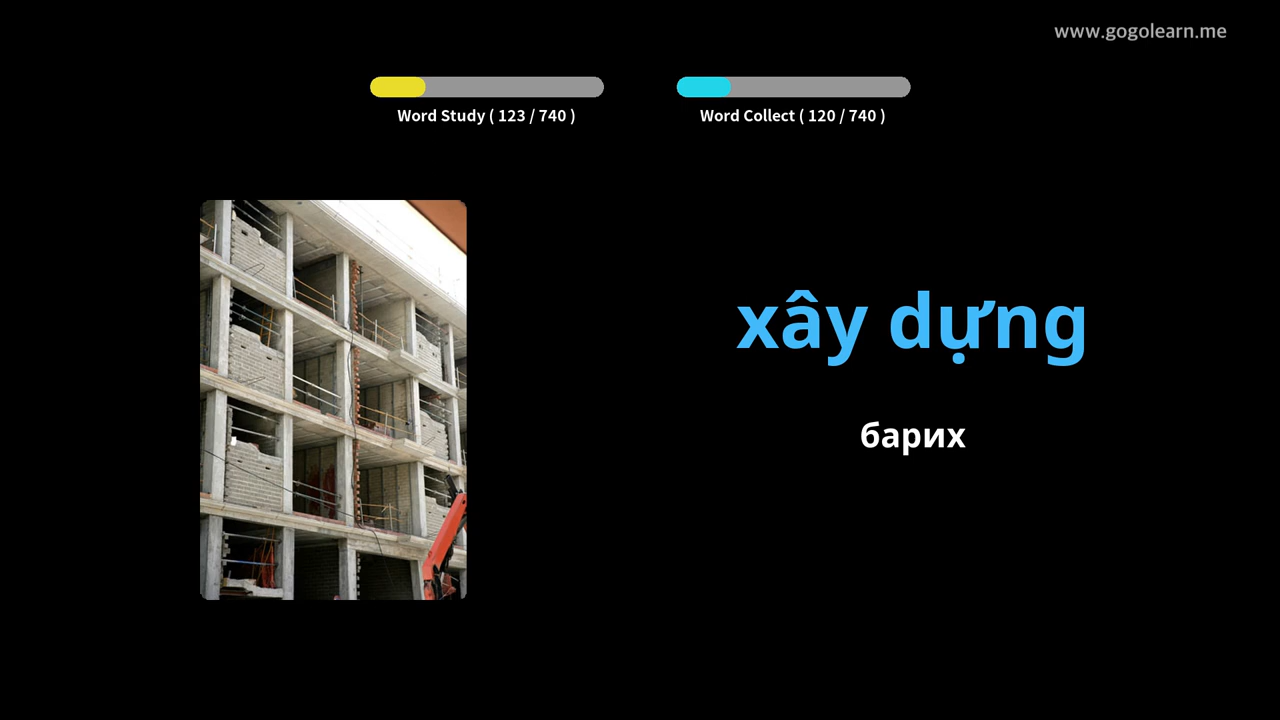 www.gogolearn.me
Word Study ( 123 / 740 )
Word Collect ( 120 / 740 )
xây dựng
барих